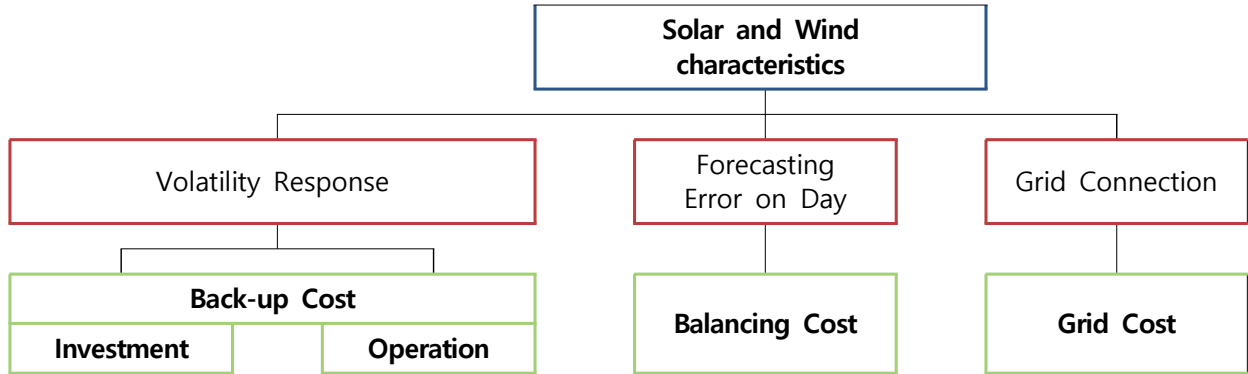 Solar and Wind
characteristics
Volatility Response
Forecasting
Error on Day
Grid Connection
Back-up Cost
Investment
Operation
Balancing Cost
Grid Cost